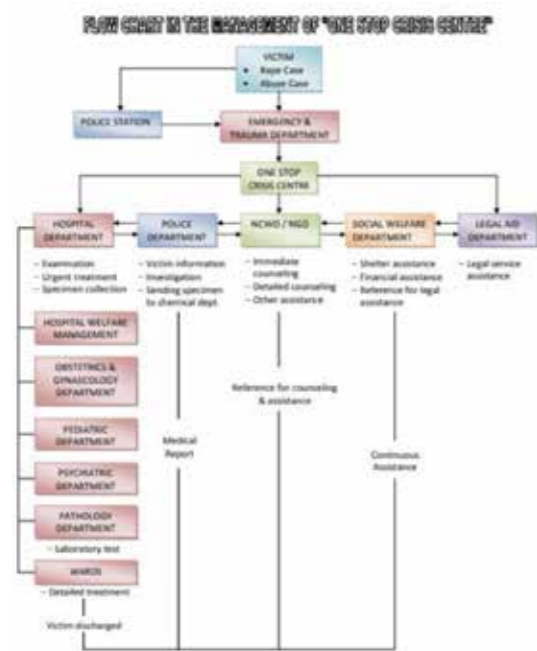 FLOW CHART IN THE MANAGEMENT OF "ONE STOP CRISIS CENTRE"
VICTIM
• Rape Case
• Abuse Case
POLICE STATION
EMERGENCY &
TRAUMA DEPARTMENT
ONE STOP
CRISIS CENTRE
HOSPITAL
DEPARTMENT
POLICE
DEPARTMENT
NCWO / NGO
SOCIAL WELFARE
DEPARTMENT
LEGAL AID
DEPARTMENT
- Examination
- Urgent treatment
- Specimen collection
- Victim information
- Investigation
- Sending specimen
to chemical dept.
- Immediate
counseling
- Detailed counseling
- Other assistance
- Shelter assistance
- Financial assistance
- Reference for legal
assistance
- Legal service
assistance
HOSPITAL WELFARE
MANAGEMENT
OBSTETRICS &
GYNAECOLOGY
DEPARTMENT
PEDIATRIC
DEPARTMENT
PSYCHIATRIC
DEPARTMENT
PATHOLOGY
DEPARTMENT
- Laboratory test
WARDS
- Detailed treatment
Victim discharged
Medical
Report
Reference for counseling
& assistance
Continuous
Assistance